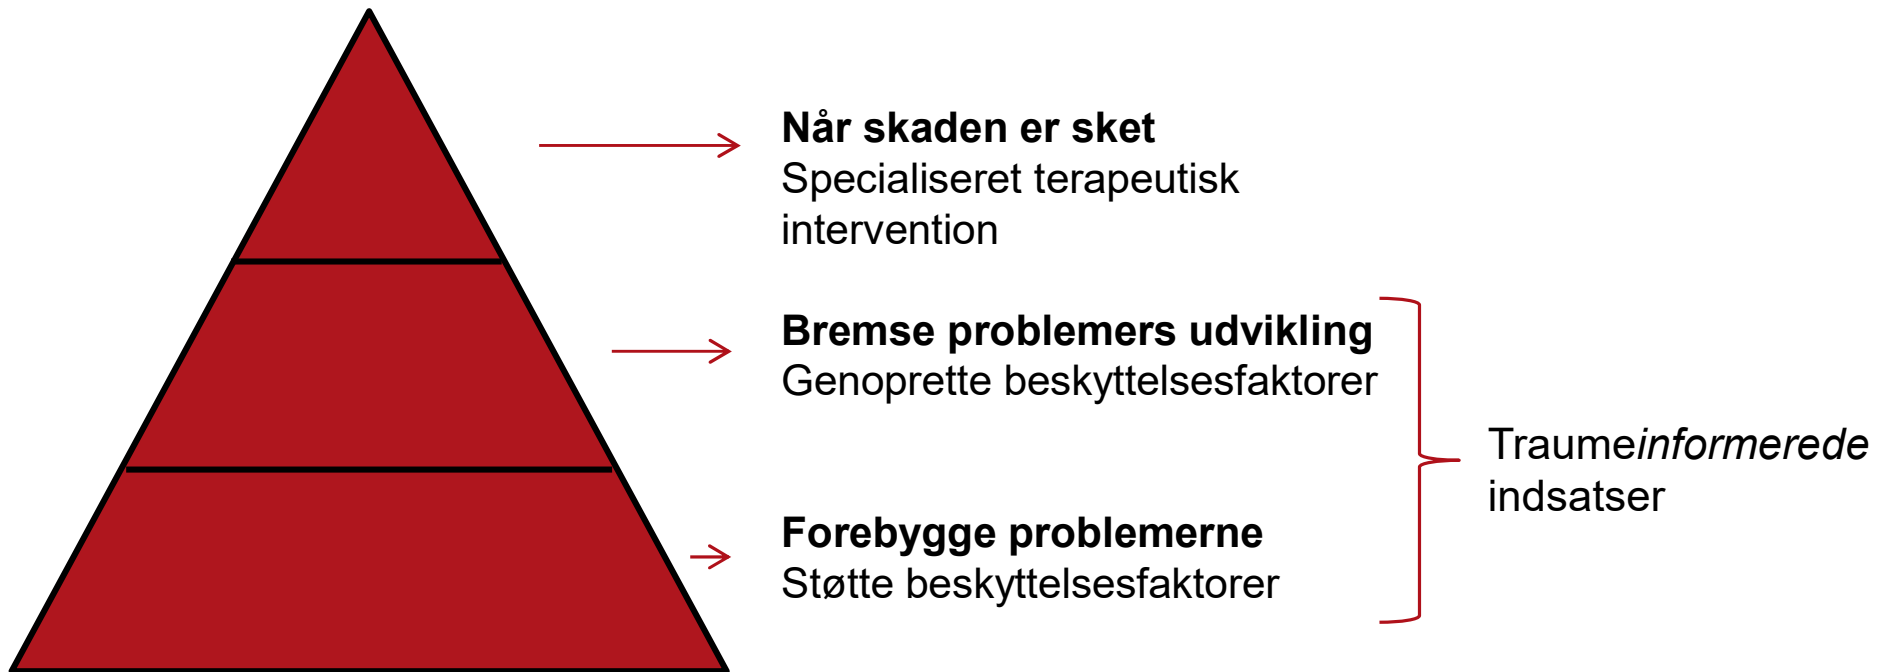 Når skaden er sket
Specialiseret terapeutisk
intervention
Bremse problemers udvikling
Genoprette beskyttelsesfaktorer
Forebygge problemerne
Støtte beskyttelsesfaktorer
Traumeinformerede
indsatser